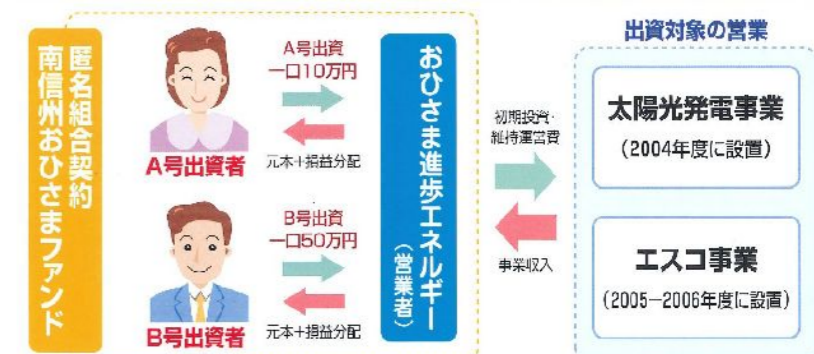 匿名組合契約
南信州おひさまファンド
A号出資
一口10万円
元本+損益分配
A号出資者
B号出資
一口50万円
元本+損益分配
B号出資者
おひさま進歩エネルギー
(営業者)
初期投資・
維持運営費
事業収入
出資対象の営業
太陽光発電事業
(2004年度に設置)
エスコ事業
(2005-2006年度に設置)